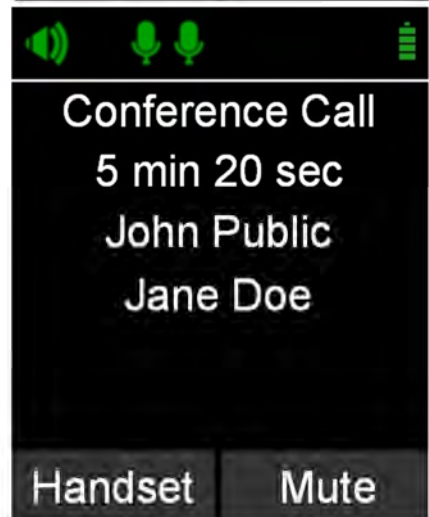 Conference Call
5 min 20 sec
John Public
Jane Doe
Handset Mute